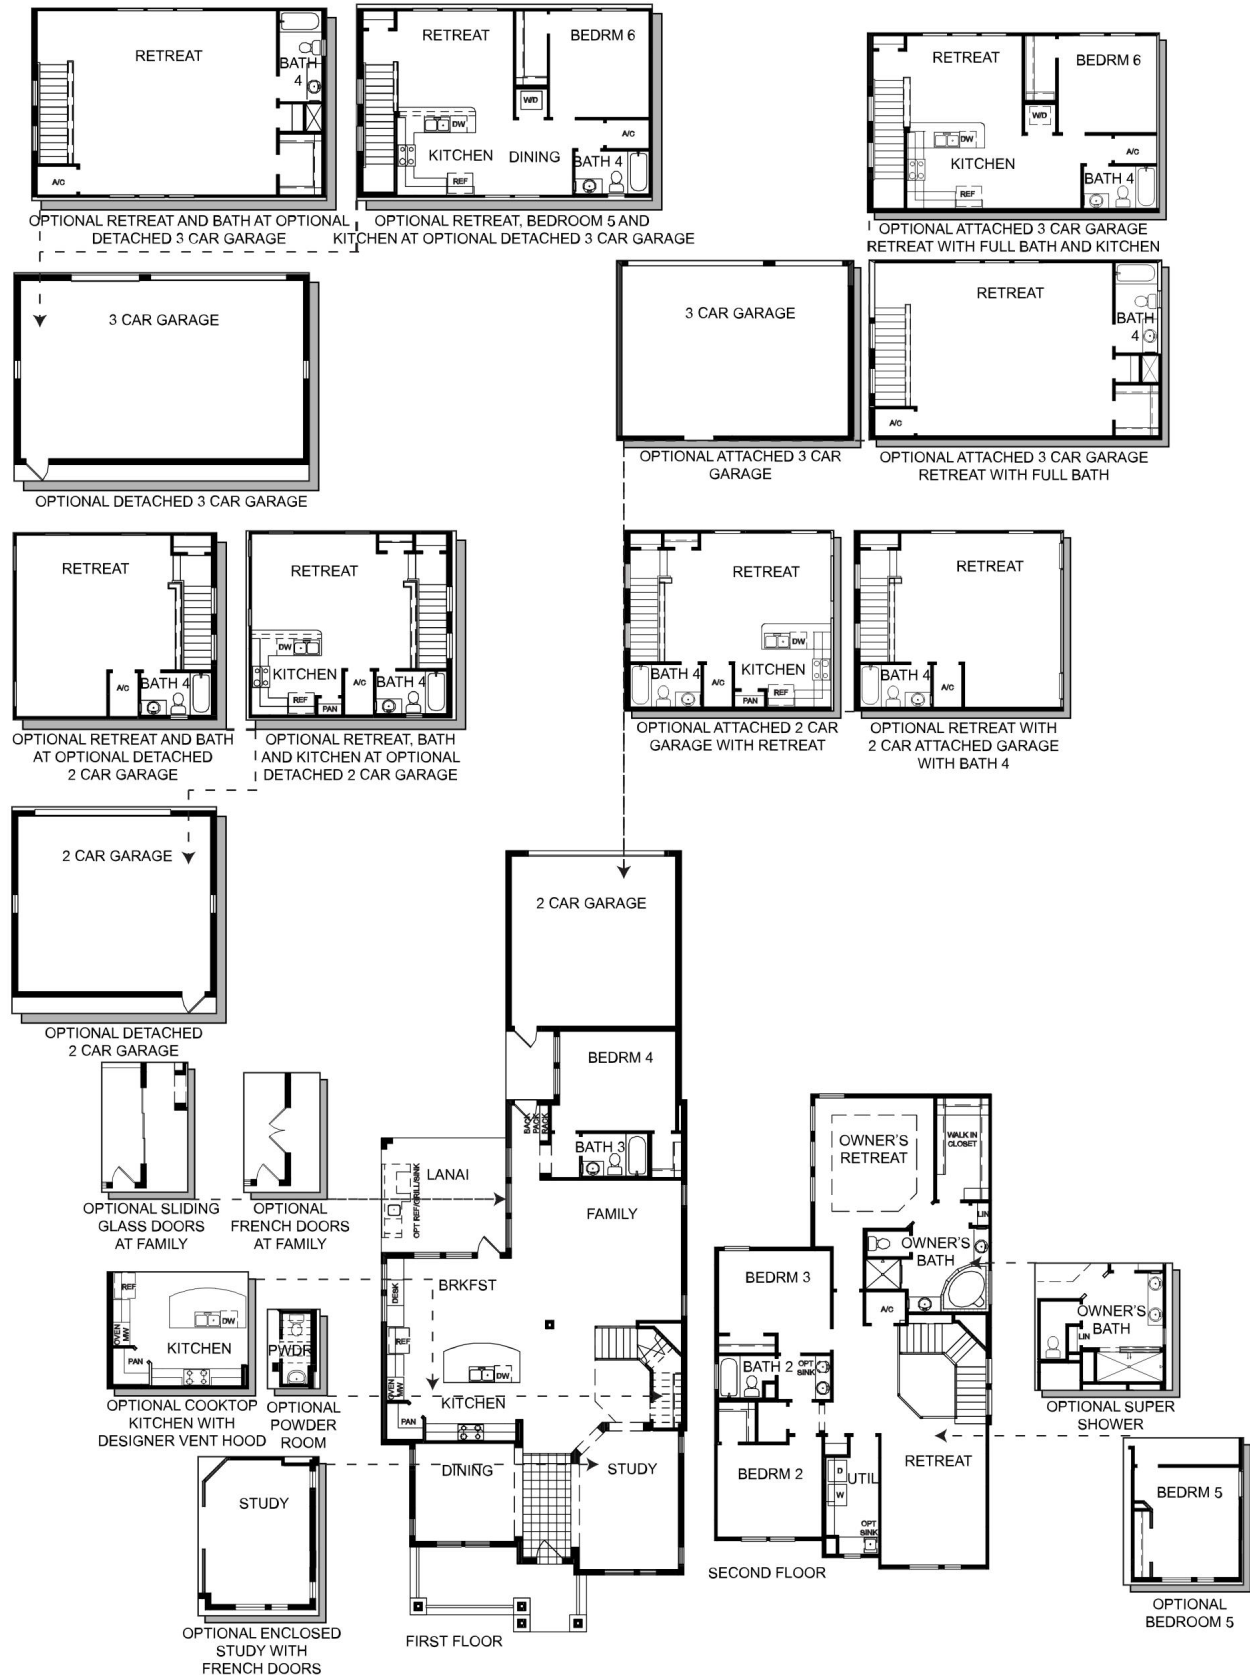 RETREAT
BATH
4
A/C
OPTIONAL RETREAT AND BATH AT OPTIONAL
DETACHED 3 CAR GARAGE
RETREAT
BEDRM 6
W/D
DW
KITCHEN
DINING
A/C
BATH 4
REF
OPTIONAL RETREAT, BEDROOM 5 AND
KITCHEN AT OPTIONAL DETACHED 3 CAR GARAGE
RETREAT
BEDRM 6
W/D
DW
KITCHEN
A/C
BATH 4
REF
OPTIONAL ATTACHED 3 CAR GARAGE
RETREAT WITH FULL BATH AND KITCHEN
3 CAR GARAGE
OPTIONAL DETACHED 3 CAR GARAGE
3 CAR GARAGE
OPTIONAL ATTACHED 3 CAR
GARAGE
RETREAT
BATH
4
A/C
OPTIONAL ATTACHED 3 CAR GARAGE
RETREAT WITH FULL BATH
RETREAT
A/C
BATH 4
OPTIONAL RETREAT AND BATH
AT OPTIONAL DETACHED
2 CAR GARAGE
RETREAT
DW
KITCHEN
A/C
BATH 4
REF
PAN
OPTIONAL RETREAT, BATH
AND KITCHEN AT OPTIONAL
DETACHED 2 CAR GARAGE
RETREAT
DW
KITCHEN
BATH 4
A/C
PAN
REF
OPTIONAL ATTACHED 2 CAR
GARAGE WITH RETREAT
RETREAT
BATH 4
A/C
OPTIONAL RETREAT WITH
2 CAR ATTACHED GARAGE
WITH BATH 4
2 CAR GARAGE
OPTIONAL DETACHED
2 CAR GARAGE
OPTIONAL SLIDING
GLASS DOORS
AT FAMILY
OPTIONAL
FRENCH DOORS
AT FAMILY
REF
DW
OVEN
MW
KITCHEN
PAN
OPTIONAL COOKTOP
KITCHEN WITH
DESIGNER VENT HOOD
PWDR
OPTIONAL
POWDER
ROOM
STUDY
OPTIONAL ENCLOSED
STUDY WITH
FRENCH DOORS
2 CAR GARAGE
BEDRM 4
BACK
PACK
RACK
BATH 3
LANAI
OPT REF/GRILL/SINK
FAMILY
BRKFST
DESK
REF
OVEN
MW
DW
KITCHEN
PAN
DINING
STUDY
FIRST FLOOR
OWNER'S
RETREAT
WALK IN
CLOSET
LIN
OWNER'S
BATH
A/C
BEDRM 3
BATH 2
OPT
SINK
BEDRM 2
D
W
UTIL
OPT
SINK
RETREAT
SECOND FLOOR
OWNER'S
BATH
LIN
OPTIONAL SUPER
SHOWER
BEDRM 5
OPTIONAL
BEDROOM 5